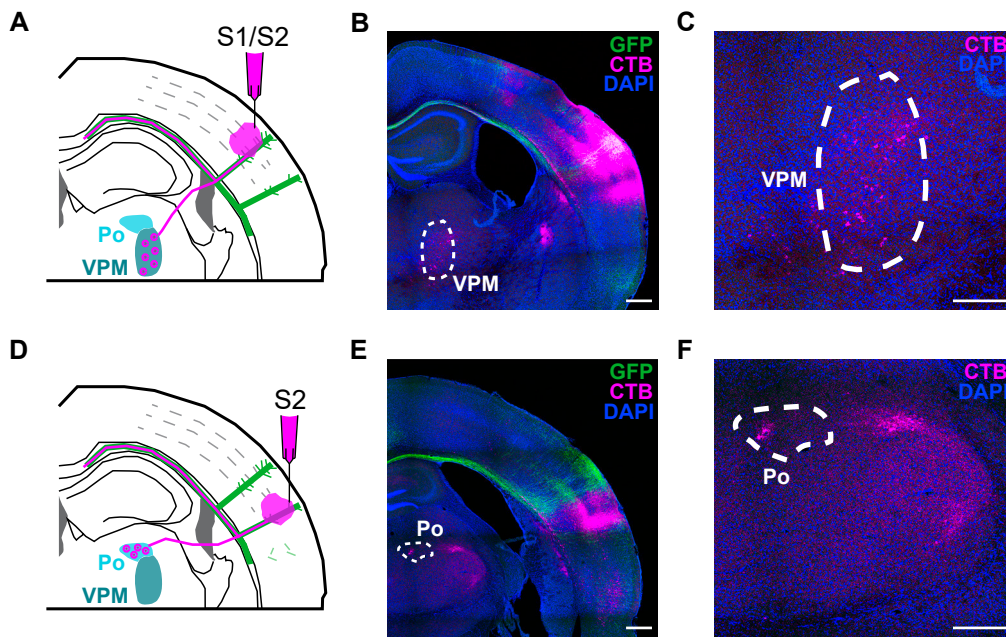 A
S1/S2
Po
VPM
B
GFP
CTB
DAPI
VPM
C
CTB
DAPI
VPM
D
S2
Po
VPM
E
GFP
CTB
DAPI
Po
F
CTB
DAPI
Po